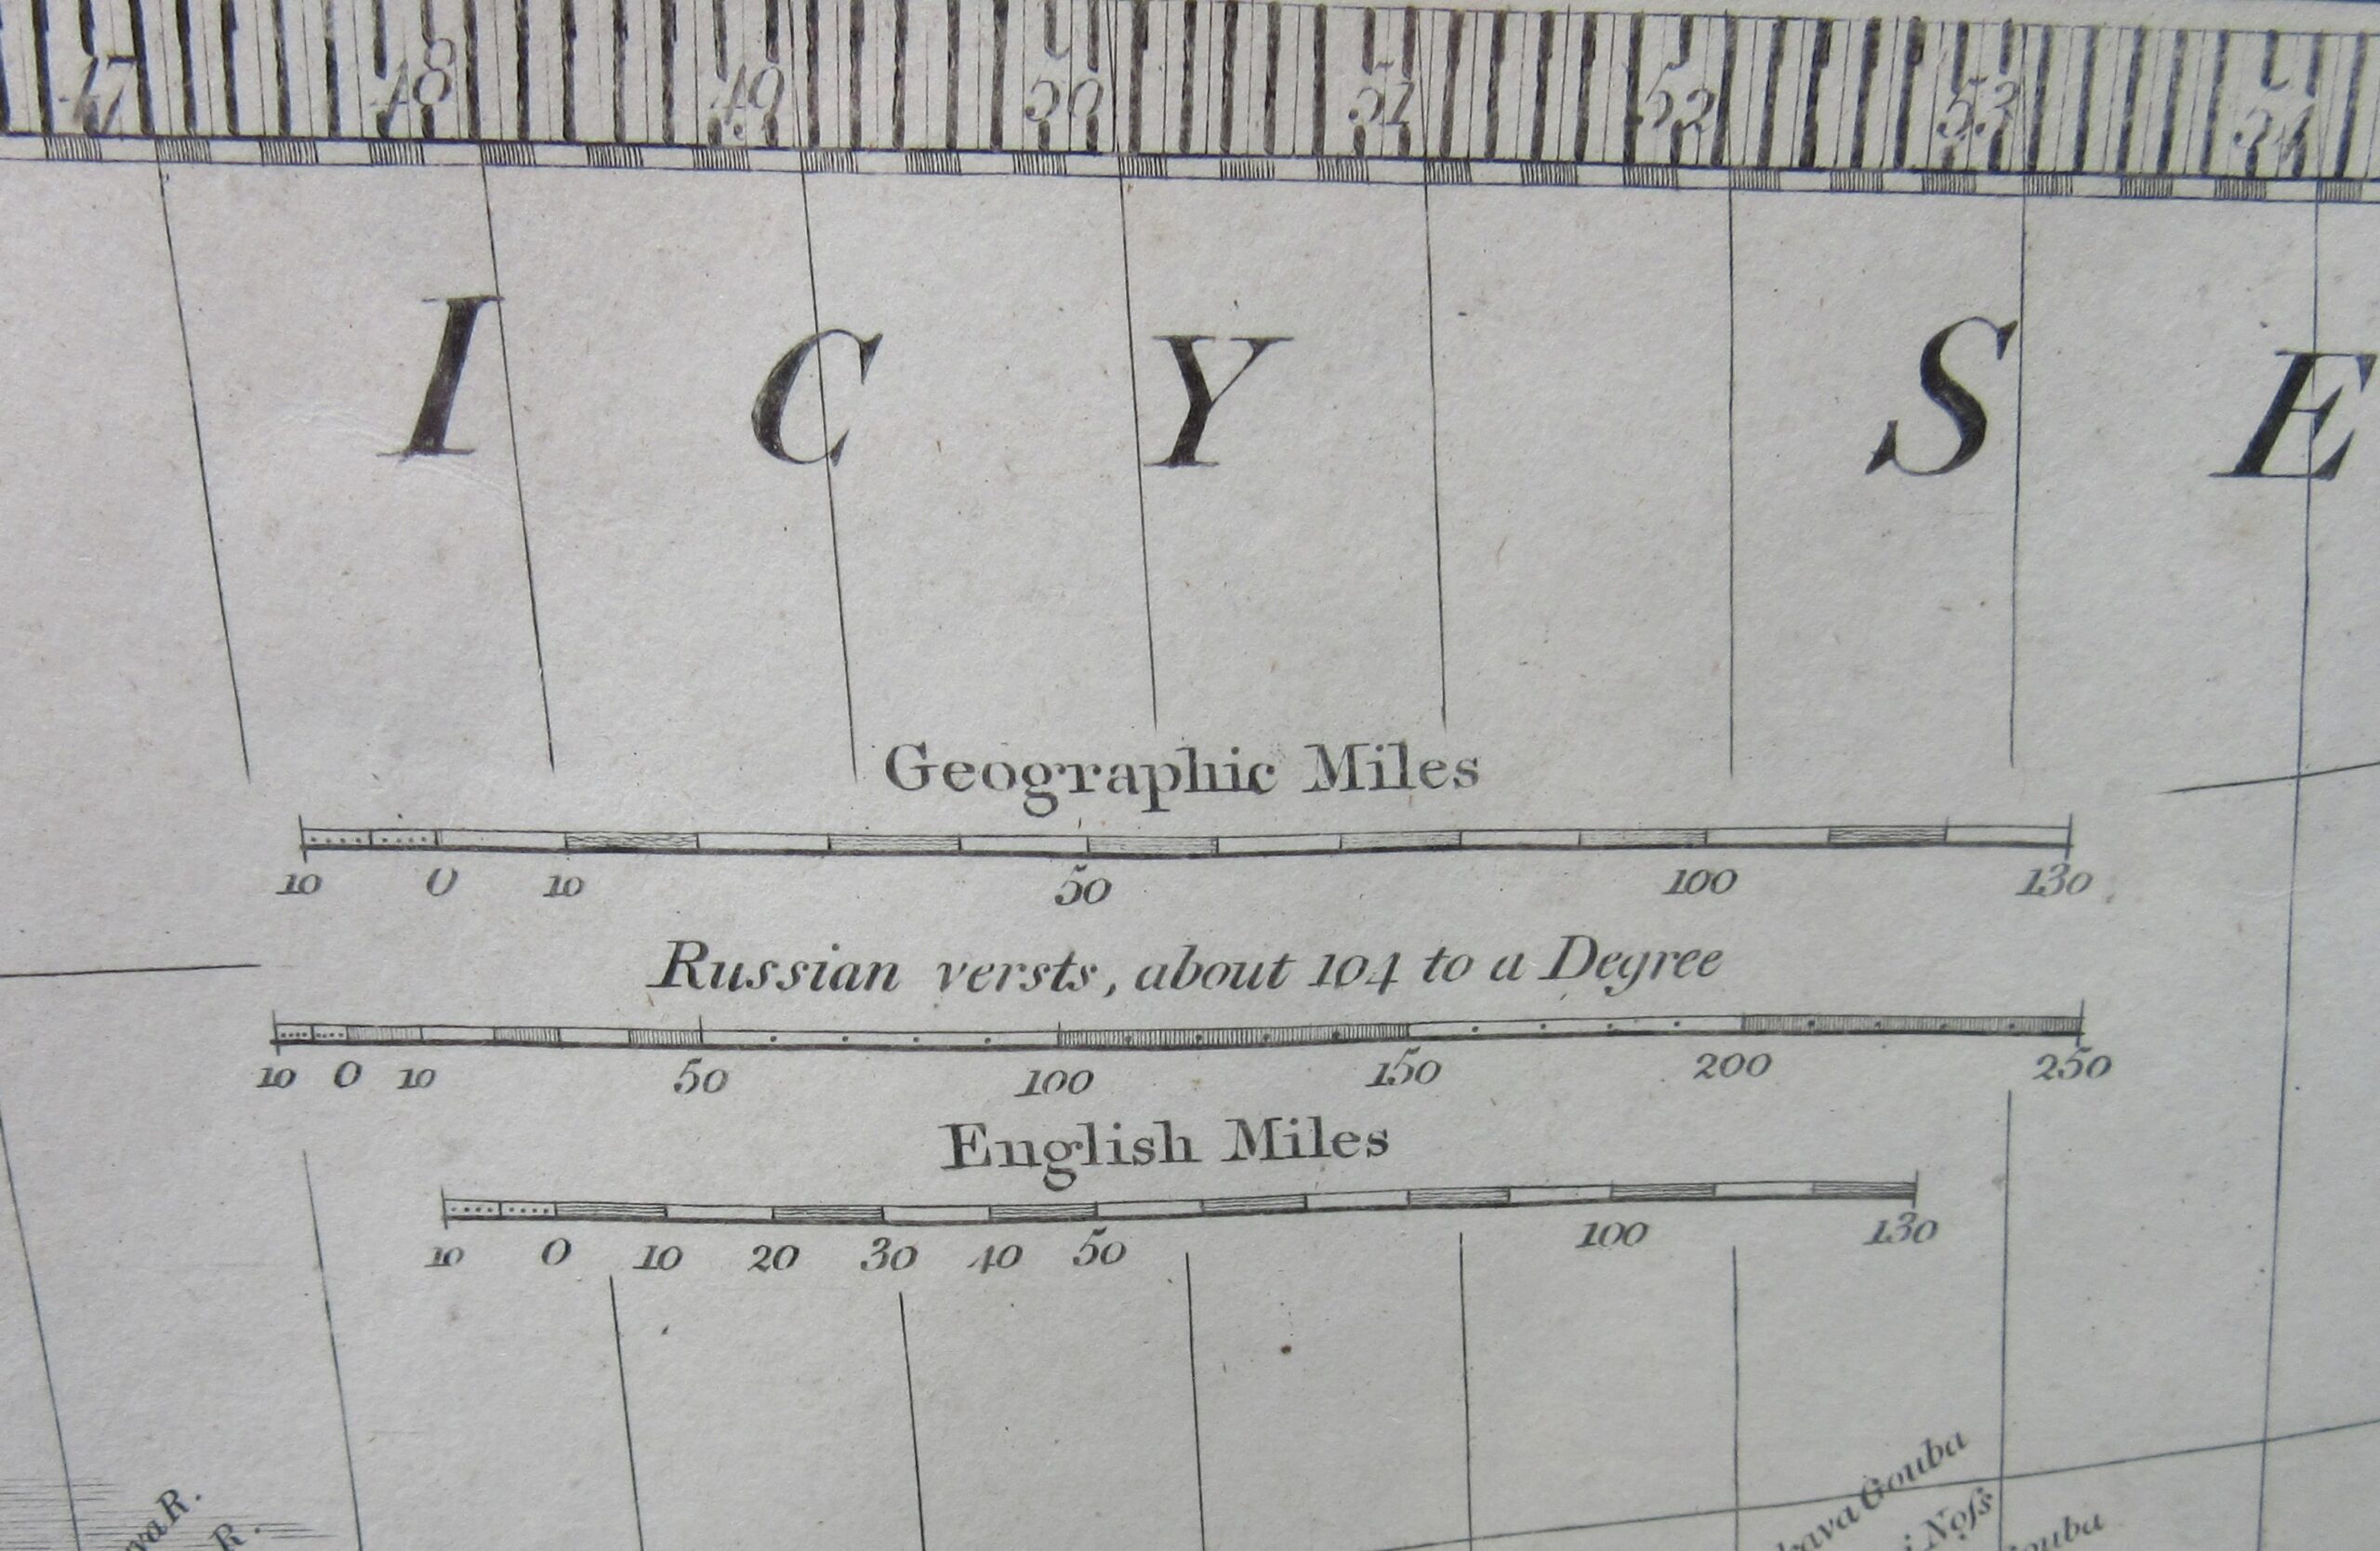 47 48 49 50 51 52 53 54
I C Y S E
Geographic Miles
10 0 10 50 100 130
Russian versts, about 104 to a Degree
10 0 10 50 100 150 200 250
English Miles
10 0 10 20 30 40 50 100 130
Gouba
R.
Noſs
R.